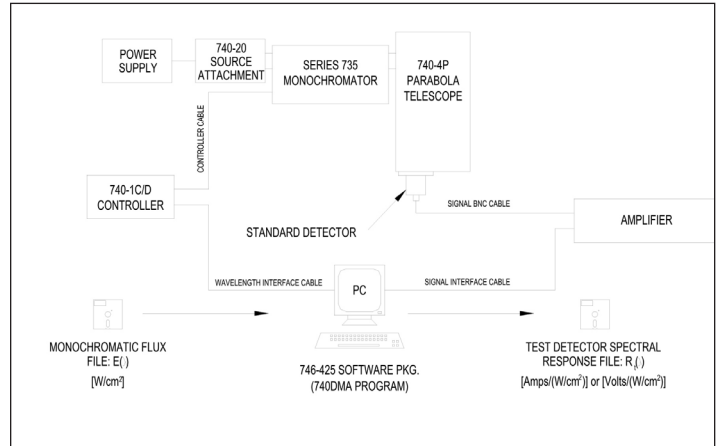 POWER
SUPPLY
740-20
SOURCE
ATTACHMENT
SERIES 735
MONOCHROMATOR
740-4P
PARABOLA
TELESCOPE
CONTROLLER CABLE
740-1C/D
CONTROLLER
STANDARD DETECTOR
SIGNAL BNC CABLE
AMPLIFIER
WAVELENGTH INTERFACE CABLE
PC
SIGNAL INTERFACE CABLE
MONOCHROMATIC FLUX
FILE: E( )
[W/cm²]
746-425 SOFTWARE PKG.
(740DMA PROGRAM)
TEST DETECTOR SPECTRAL
RESPONSE FILE: R ( )
[Amps/(W/cm²)] or [Volts/(W/cm²)]